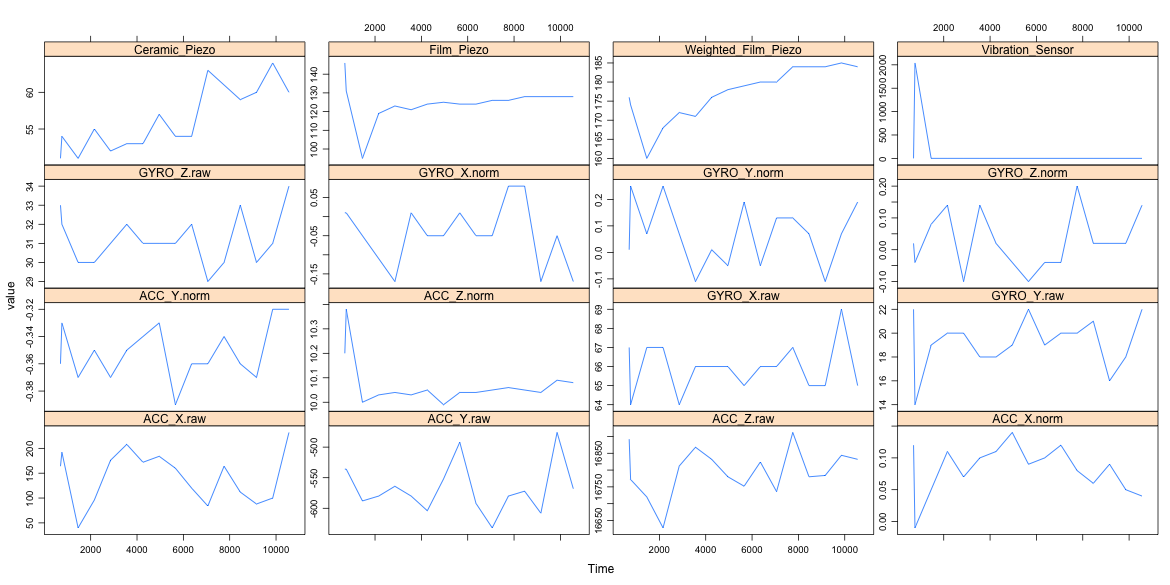 2000 4000 6000 8000 10000 2000 4000 6000 8000 10000
Ceramic_Piezo Film_Piezo Weighted_Film_Piezo Vibration_Sensor
55 60
100 110 120 130 140
160 165 170 175 180 185
0 500 1000 1500 2000
GYRO_Z.raw GYRO_X.norm GYRO_Y.norm GYRO_Z.norm
29 30 31 32 33 34
-0.15 -0.05 0.05
-0.1 0.0 0.1 0.2
-0.10 0.00 0.10 0.20
ACC_Y.norm ACC_Z.norm GYRO_X.raw GYRO_Y.raw
-0.38 -0.36 -0.34 -0.32
10.0 10.1 10.2 10.3
64 65 66 67 68 69
14 16 18 20 22
ACC_X.raw ACC_Y.raw ACC_Z.raw ACC_X.norm
50 100 150 200
-600 -550 -500
16650 16750 16850
0.00 0.05 0.10
value
2000 4000 6000 8000 10000 2000 4000 6000 8000 10000
Time